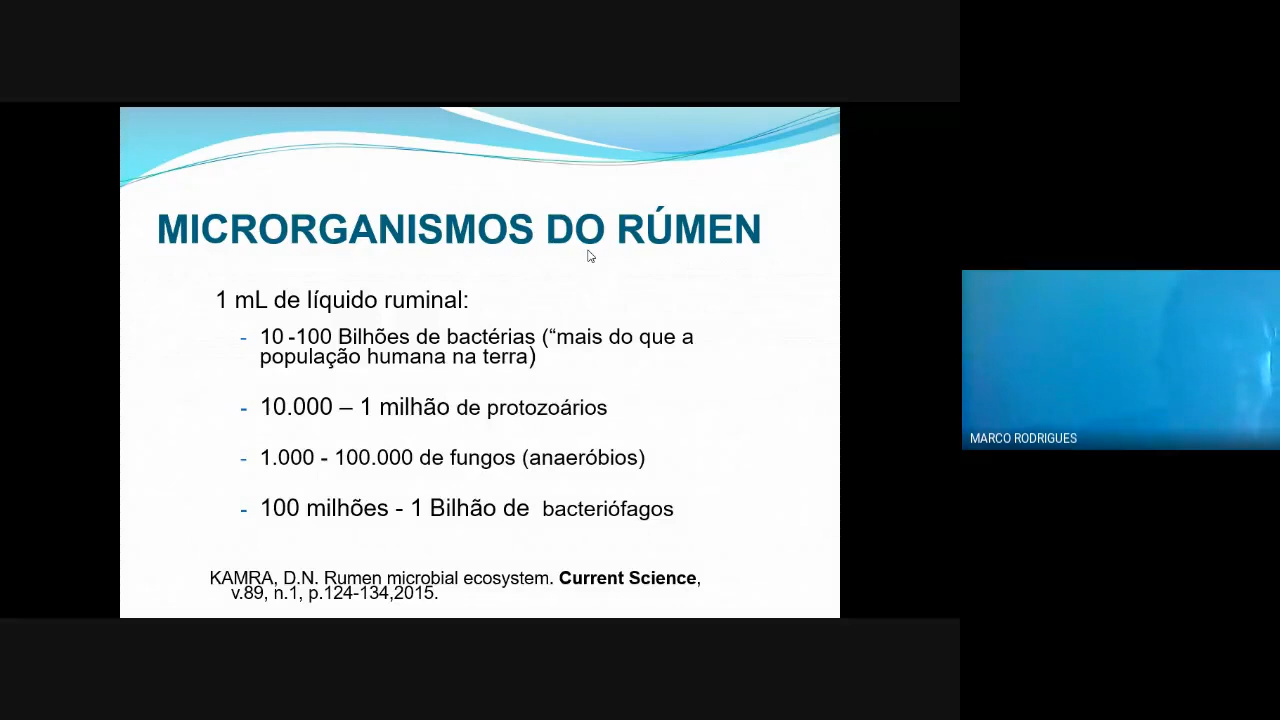 MICRORGANISMOS DO RÚMEN
1 mL de líquido ruminal:
- 10 -100 Bilhões de bactérias (“mais do que a
população humana na terra)
- 10.000 – 1 milhão de protozoários
- 1.000 - 100.000 de fungos (anaeróbios)
- 100 milhões - 1 Bilhão de bacteriófagos
KAMRA, D.N. Rumen microbial ecosystem. Current Science,
v.89, n.1, p.124-134,2015.
MARCO RODRIGUES